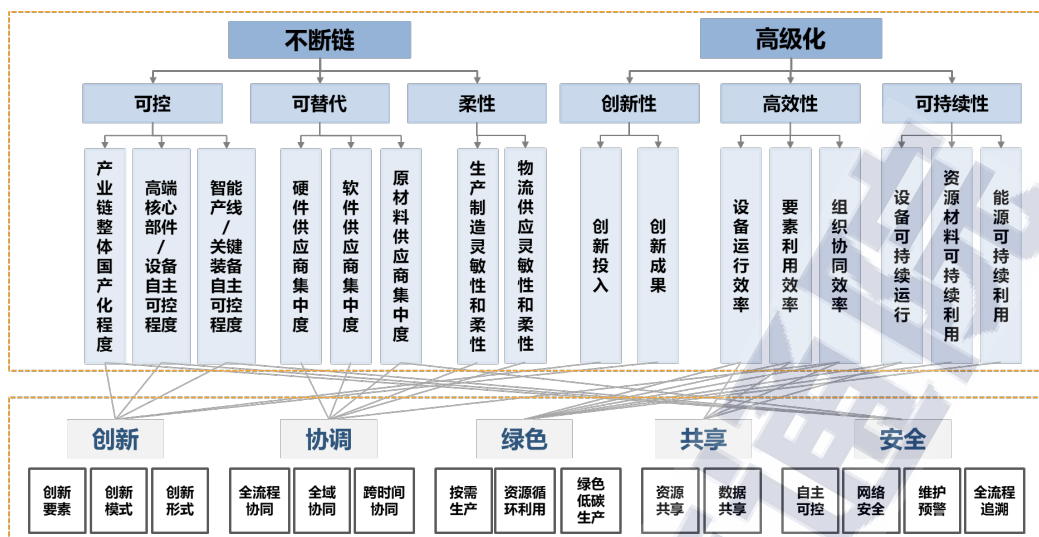 不断链
高级化
可控
可替代
柔性
创新性
高效性
可持续性
产业链整体国产化程度
高端核心部件/设备自主可控程度
智能产线/关键装备自主可控程度
硬件供应商集中度
软件供应商集中度
原材料供应商集中度
生产制造灵敏性和柔性
物流供应灵敏性和柔性
创新投入
创新成果
设备运行效率
要素利用效率
组织协同效率
设备可持续运行
资源材料可持续利用
能源可持续利用
创新
协调
绿色
共享
安全
创新
要素
创新
模式
创新
形式
全流程
协同
全域
协同
跨时间
协同
按需
生产
资源循
环利用
绿色
低碳
生产
资源
共享
数据
共享
自主
可控
网络
安全
维护
预警
全流程
追溯